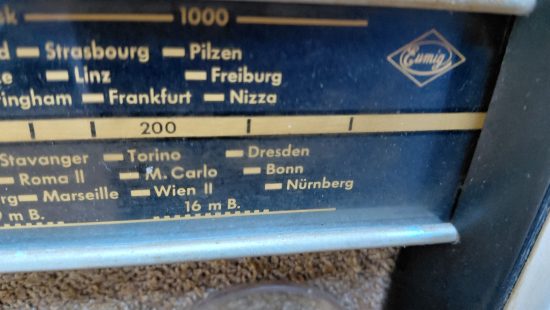 1000
Strasbourg Pilzen
Eumig
Linz Freiburg
Frankfurt Nizza
200
Stavanger Torino Dresden
Roma II M. Carlo Bonn
Marseille Wien II Nürnberg
m B. 16 m B.